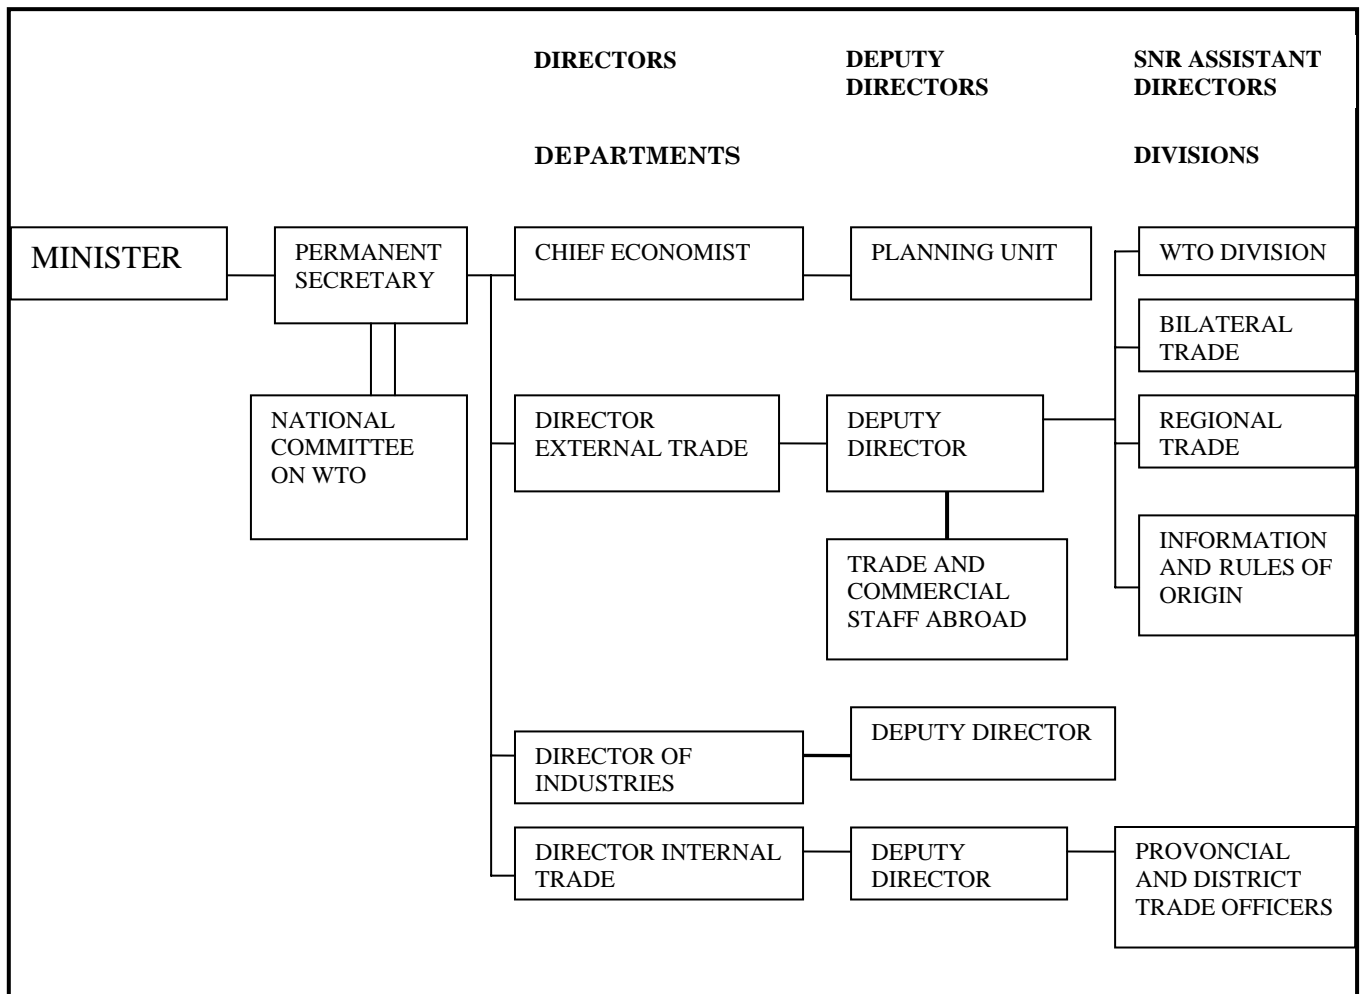 DIRECTORS
DEPUTY
DIRECTORS
SNR ASSISTANT
DIRECTORS
DEPARTMENTS
DIVISIONS
MINISTER
PERMANENT
SECRETARY
CHIEF ECONOMIST
PLANNING UNIT
WTO DIVISION
BILATERAL
TRADE
NATIONAL
COMMITTEE
ON WTO
DIRECTOR
EXTERNAL TRADE
DEPUTY
DIRECTOR
REGIONAL
TRADE
TRADE AND
COMMERCIAL
STAFF ABROAD
INFORMATION
AND RULES OF
ORIGIN
DIRECTOR OF
INDUSTRIES
DEPUTY DIRECTOR
DIRECTOR INTERNAL
TRADE
DEPUTY
DIRECTOR
PROVONCIAL
AND DISTRICT
TRADE OFFICERS